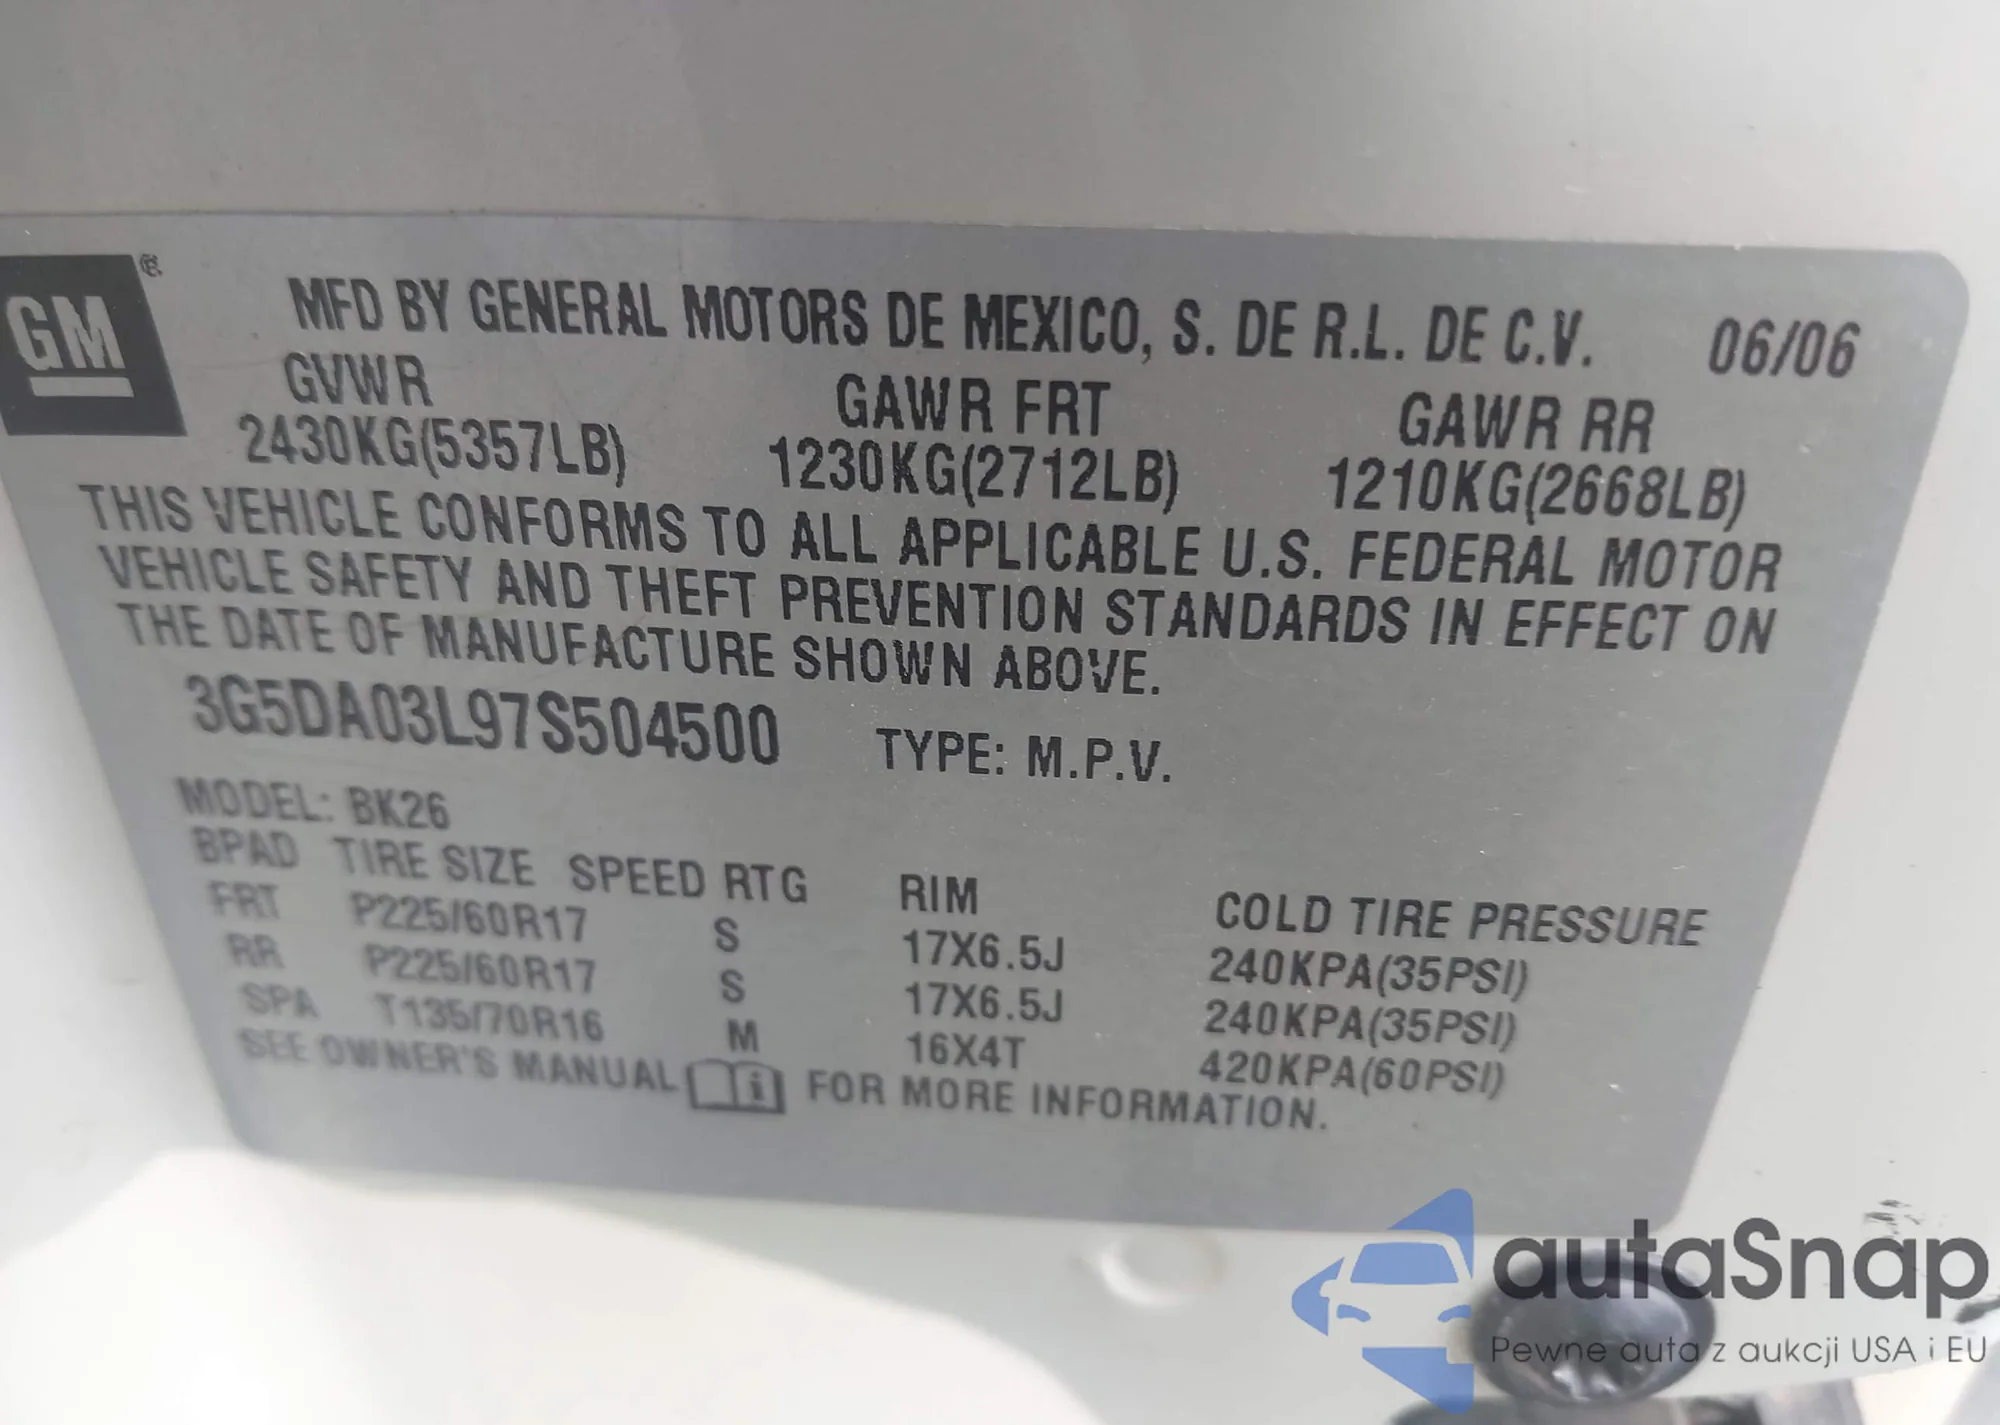 GM ®
MFD BY GENERAL MOTORS DE MEXICO, S. DE R.L. DE C.V. 06/06
GVWR GAWR FRT GAWR RR
2430KG(5357LB) 1230KG(2712LB) 1210KG(2668LB)
THIS VEHICLE CONFORMS TO ALL APPLICABLE U.S. FEDERAL MOTOR
VEHICLE SAFETY AND THEFT PREVENTION STANDARDS IN EFFECT ON
THE DATE OF MANUFACTURE SHOWN ABOVE.
3G5DA03L97S504500 TYPE: M.P.V.
MODEL: BK26
BPAD TIRE SIZE SPEED RTG RIM COLD TIRE PRESSURE
FRT P225/60R17 S 17X6.5J 240KPA(35PSI)
RR P225/60R17 S 17X6.5J 240KPA(35PSI)
SPA T135/70R16 M 16X4T 420KPA(60PSI)
SEE OWNER'S MANUAL i FOR MORE INFORMATION.
autaSnap
Pewne auta z aukcji USA i EU